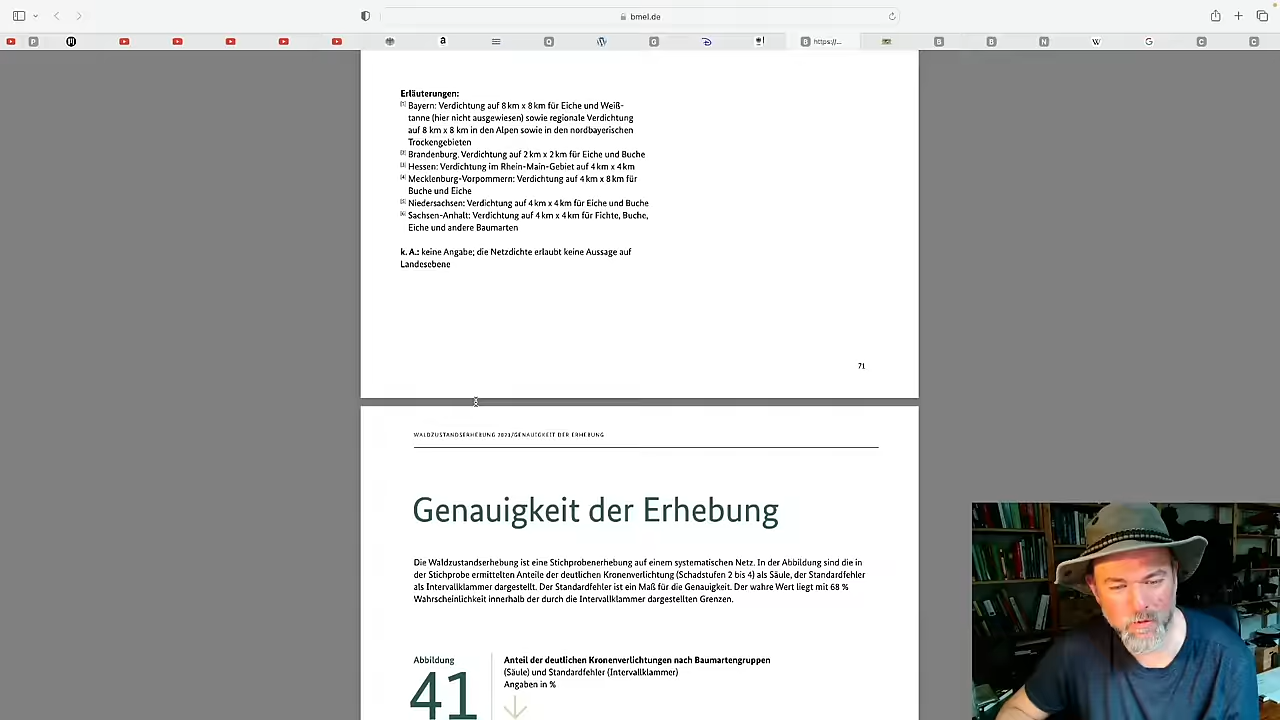 bmel.de
https://...
Erläuterungen:
[1] Bayern: Verdichtung auf 8 km x 8 km für Eiche und Weiß-
tanne (hier nicht ausgewiesen) sowie regionale Verdichtung
auf 8 km x 8 km in den Alpen sowie in den nordbayerischen
Trockengebieten
[2] Brandenburg. Verdichtung auf 2 km x 2 km für Eiche und Buche
[3] Hessen: Verdichtung im Rhein-Main-Gebiet auf 4 km x 4 km
[4] Mecklenburg-Vorpommern: Verdichtung auf 4 km x 8 km für
Buche und Eiche
[5] Niedersachsen: Verdichtung auf 4 km x 4 km für Eiche und Buche
[6] Sachsen-Anhalt: Verdichtung auf 4 km x 4 km für Fichte, Buche,
Eiche und andere Baumarten
k. A.: keine Angabe; die Netzdichte erlaubt keine Aussage auf
Landesebene
71
WALDZUSTANDSERHEBUNG 2021/GENAUIGKEIT DER ERHEBUNG
Genauigkeit der Erhebung
Die Waldzustandserhebung ist eine Stichprobenerhebung auf einem systematischen Netz. In der Abbildung sind die in
der Stichprobe ermittelten Anteile der deutlichen Kronenverlichtung (Schadstufen 2 bis 4) als Säule, der Standardfehler
als Intervallklammer dargestellt. Der Standardfehler ist ein Maß für die Genauigkeit. Der wahre Wert liegt mit 68 %
Wahrscheinlichkeit innerhalb der durch die Intervallklammer dargestellten Grenzen.
Abbildung
41
Anteil der deutlichen Kronenverlichtungen nach Baumartengruppen
(Säule) und Standardfehler (Intervallklammer)
Angaben in %